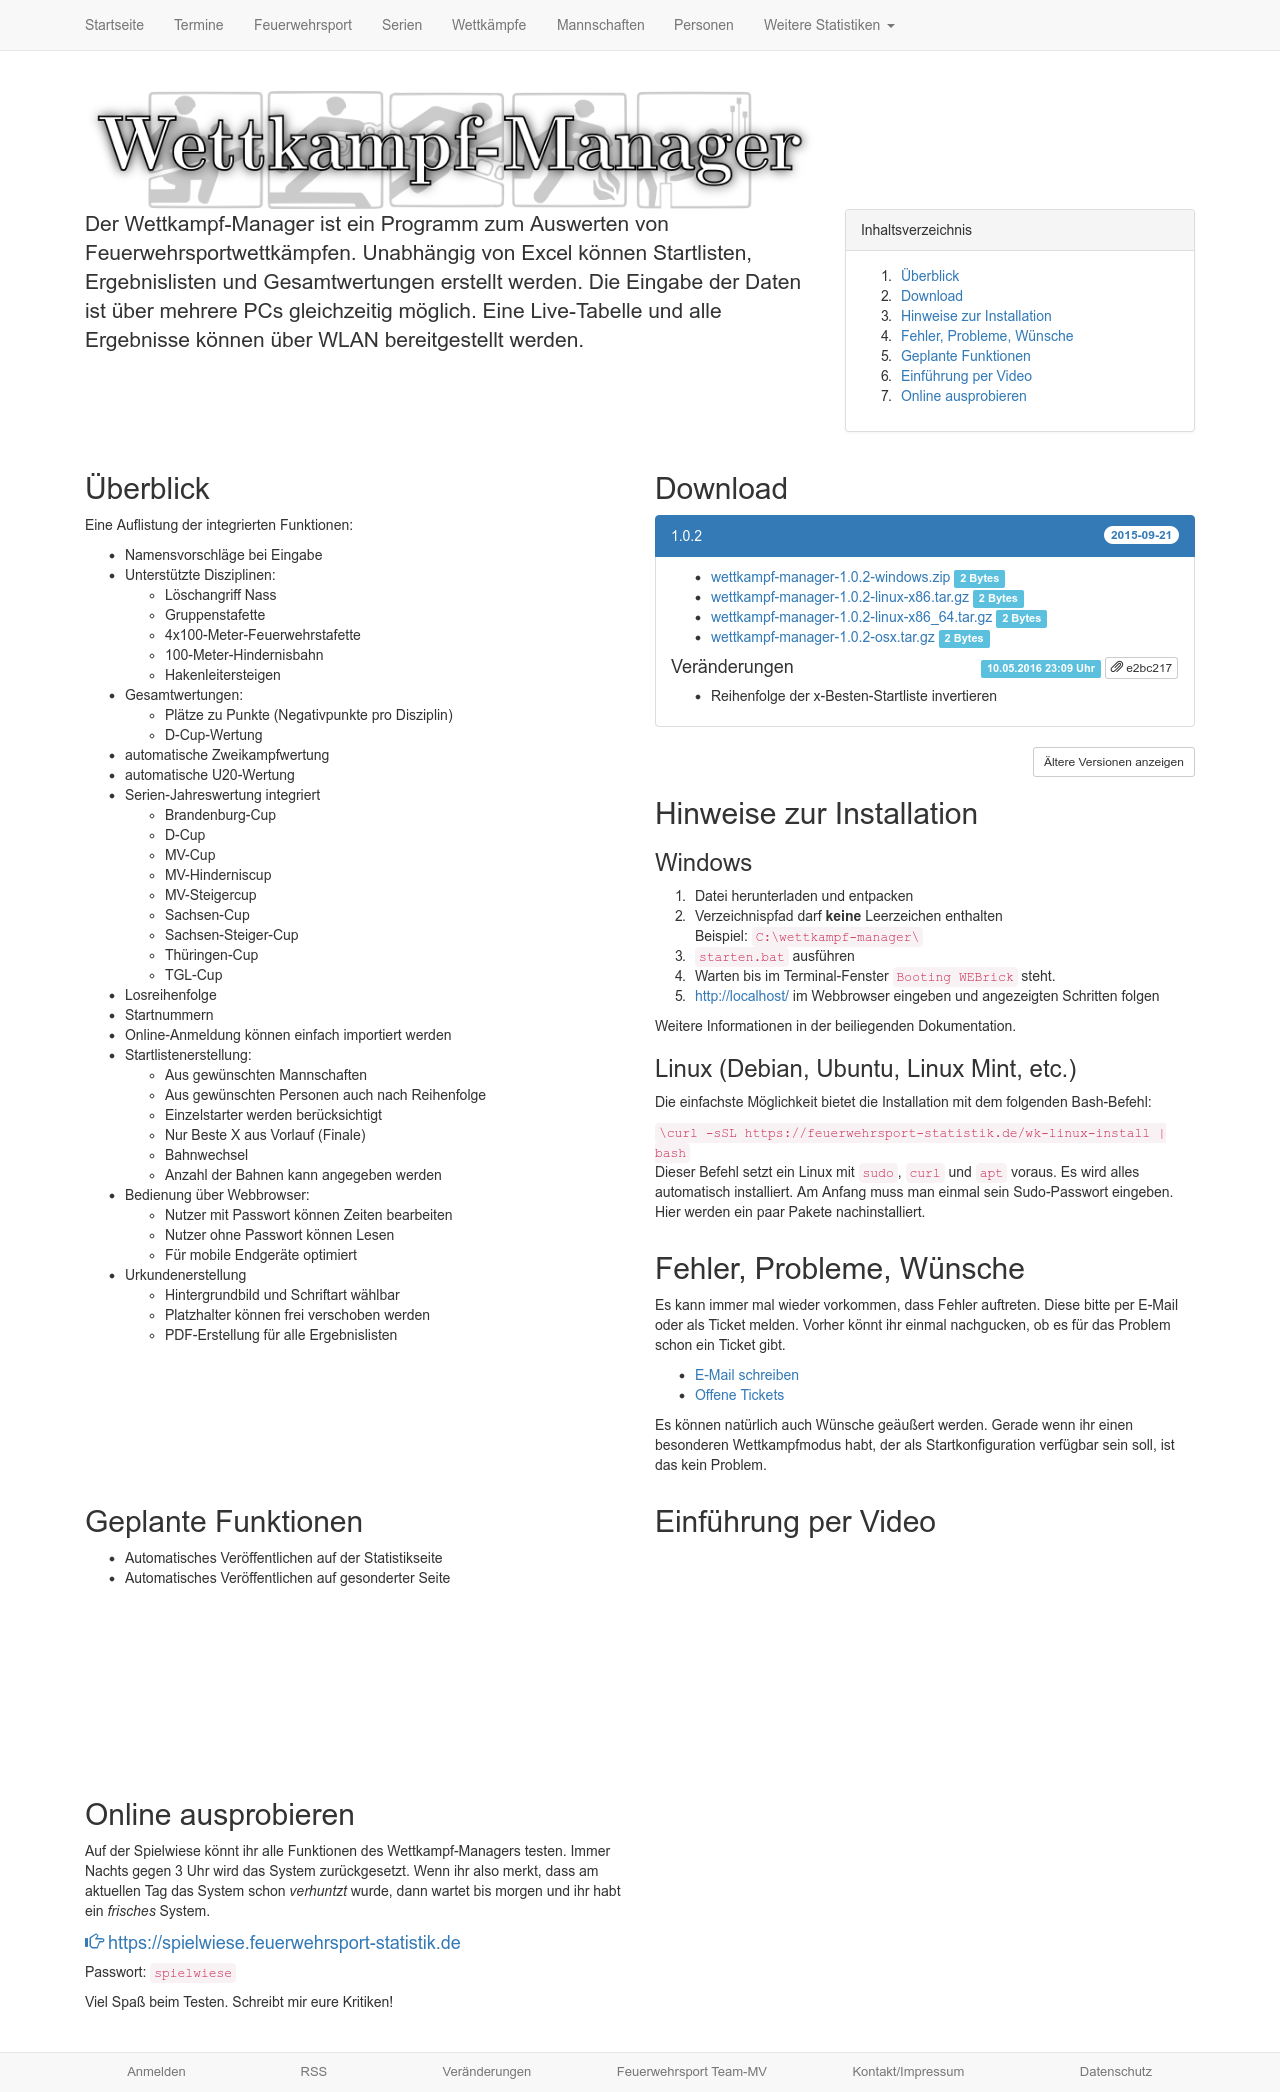 Startseite Termine Feuerwehrsport Serien Wettkämpfe Mannschaften Personen Weitere Statistiken
Wettkampf-Manager
Der Wettkampf-Manager ist ein Programm zum Auswerten von
Feuerwehrsportwettkämpfen. Unabhängig von Excel können Startlisten,
Ergebnislisten und Gesamtwertungen erstellt werden. Die Eingabe der Daten
ist über mehrere PCs gleichzeitig möglich. Eine Live-Tabelle und alle
Ergebnisse können über WLAN bereitgestellt werden.
Inhaltsverzeichnis
1. Überblick
2. Download
3. Hinweise zur Installation
4. Fehler, Probleme, Wünsche
5. Geplante Funktionen
6. Einführung per Video
7. Online ausprobieren
Überblick
Eine Auflistung der integrierten Funktionen:
Namensvorschläge bei Eingabe
Unterstützte Disziplinen:
Löschangriff Nass
Gruppenstafette
4x100-Meter-Feuerwehrstafette
100-Meter-Hindernisbahn
Hakenleitersteigen
Gesamtwertungen:
Plätze zu Punkte (Negativpunkte pro Disziplin)
D-Cup-Wertung
automatische Zweikampfwertung
automatische U20-Wertung
Serien-Jahreswertung integriert
Brandenburg-Cup
D-Cup
MV-Cup
MV-Hinderniscup
MV-Steigercup
Sachsen-Cup
Sachsen-Steiger-Cup
Thüringen-Cup
TGL-Cup
Losreihenfolge
Startnummern
Online-Anmeldung können einfach importiert werden
Startlistenerstellung:
Aus gewünschten Mannschaften
Aus gewünschten Personen auch nach Reihenfolge
Einzelstarter werden berücksichtigt
Nur Beste X aus Vorlauf (Finale)
Bahnwechsel
Anzahl der Bahnen kann angegeben werden
Bedienung über Webbrowser:
Nutzer mit Passwort können Zeiten bearbeiten
Nutzer ohne Passwort können Lesen
Für mobile Endgeräte optimiert
Urkundenerstellung
Hintergrundbild und Schriftart wählbar
Platzhalter können frei verschoben werden
PDF-Erstellung für alle Ergebnislisten
Download
1.0.2 2015-09-21
wettkampf-manager-1.0.2-windows.zip 2 Bytes
wettkampf-manager-1.0.2-linux-x86.tar.gz 2 Bytes
wettkampf-manager-1.0.2-linux-x86_64.tar.gz 2 Bytes
wettkampf-manager-1.0.2-osx.tar.gz 2 Bytes
Veränderungen 10.05.2016 23:09 Uhr e2bc217
Reihenfolge der x-Besten-Startliste invertieren
Ältere Versionen anzeigen
Hinweise zur Installation
Windows
1. Datei herunterladen und entpacken
2. Verzeichnispfad darf keine Leerzeichen enthalten
Beispiel: C:\wettkampf-manager\
3. starten.bat ausführen
4. Warten bis im Terminal-Fenster Booting WEBrick steht.
5. http://localhost/ im Webbrowser eingeben und angezeigten Schritten folgen
Weitere Informationen in der beiliegenden Dokumentation.
Linux (Debian, Ubuntu, Linux Mint, etc.)
Die einfachste Möglichkeit bietet die Installation mit dem folgenden Bash-Befehl:
\curl -sSL https://feuerwehrsport-statistik.de/wk-linux-install |
bash
Dieser Befehl setzt ein Linux mit sudo, curl und apt voraus. Es wird alles
automatisch installiert. Am Anfang muss man einmal sein Sudo-Passwort eingeben.
Hier werden ein paar Pakete nachinstalliert.
Fehler, Probleme, Wünsche
Es kann immer mal wieder vorkommen, dass Fehler auftreten. Diese bitte per E-Mail
oder als Ticket melden. Vorher könnt ihr einmal nachgucken, ob es für das Problem
schon ein Ticket gibt.
E-Mail schreiben
Offene Tickets
Es können natürlich auch Wünsche geäußert werden. Gerade wenn ihr einen
besonderen Wettkampfmodus habt, der als Startkonfiguration verfügbar sein soll, ist
das kein Problem.
Geplante Funktionen
Automatisches Veröffentlichen auf der Statistikseite
Automatisches Veröffentlichen auf gesonderter Seite
Einführung per Video
Online ausprobieren
Auf der Spielwiese könnt ihr alle Funktionen des Wettkampf-Managers testen. Immer
Nachts gegen 3 Uhr wird das System zurückgesetzt. Wenn ihr also merkt, dass am
aktuellen Tag das System schon verhuntzt wurde, dann wartet bis morgen und ihr habt
ein frisches System.
https://spielwiese.feuerwehrsport-statistik.de
Passwort: spielwiese
Viel Spaß beim Testen. Schreibt mir eure Kritiken!
Anmelden RSS Veränderungen Feuerwehrsport Team-MV Kontakt/Impressum Datenschutz